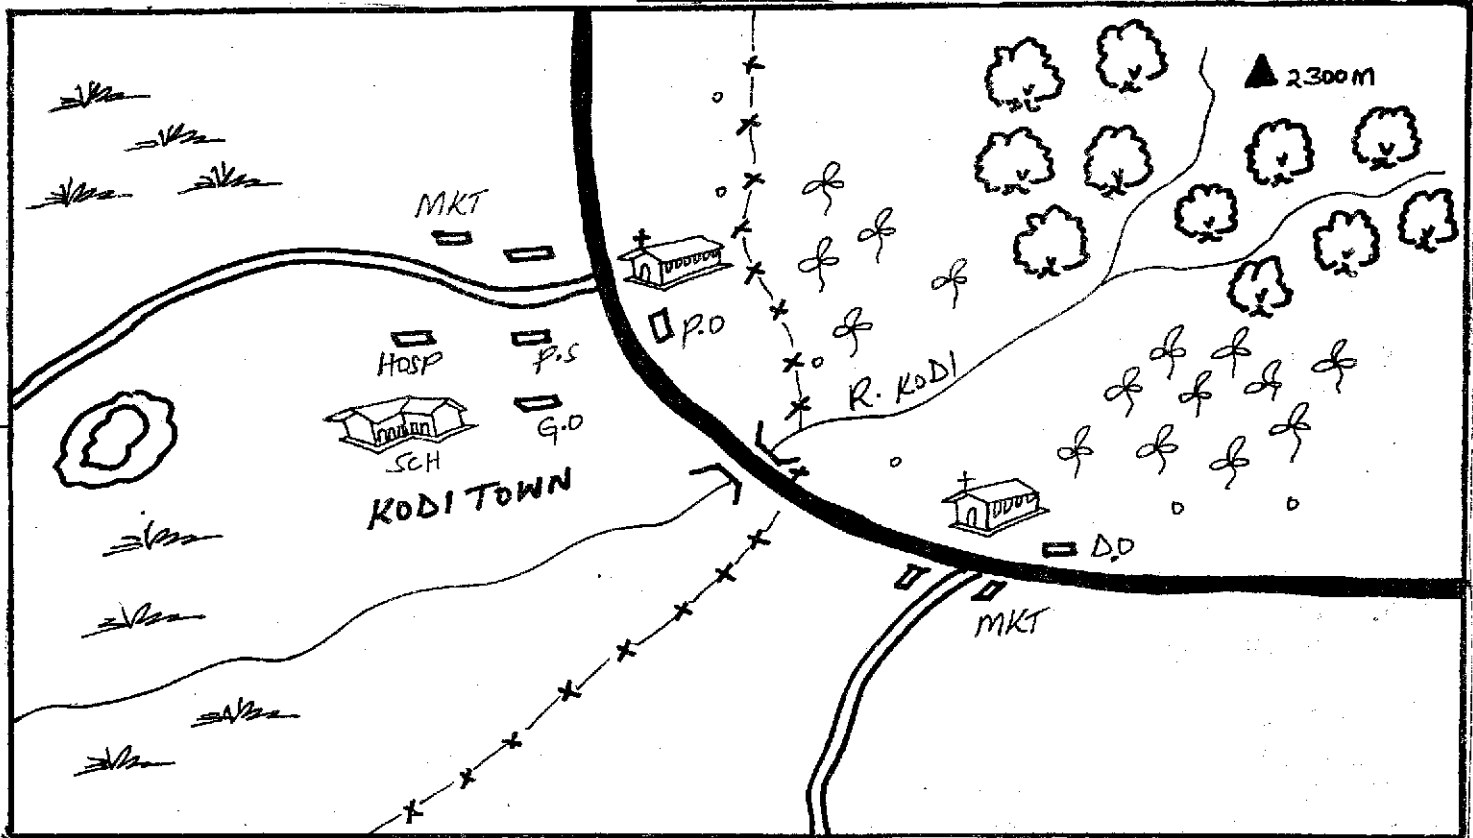 2300M
MKT
P.O
HOSP
P.S
R. KODI
G.O
SCH
KODI TOWN
D.O
MKT